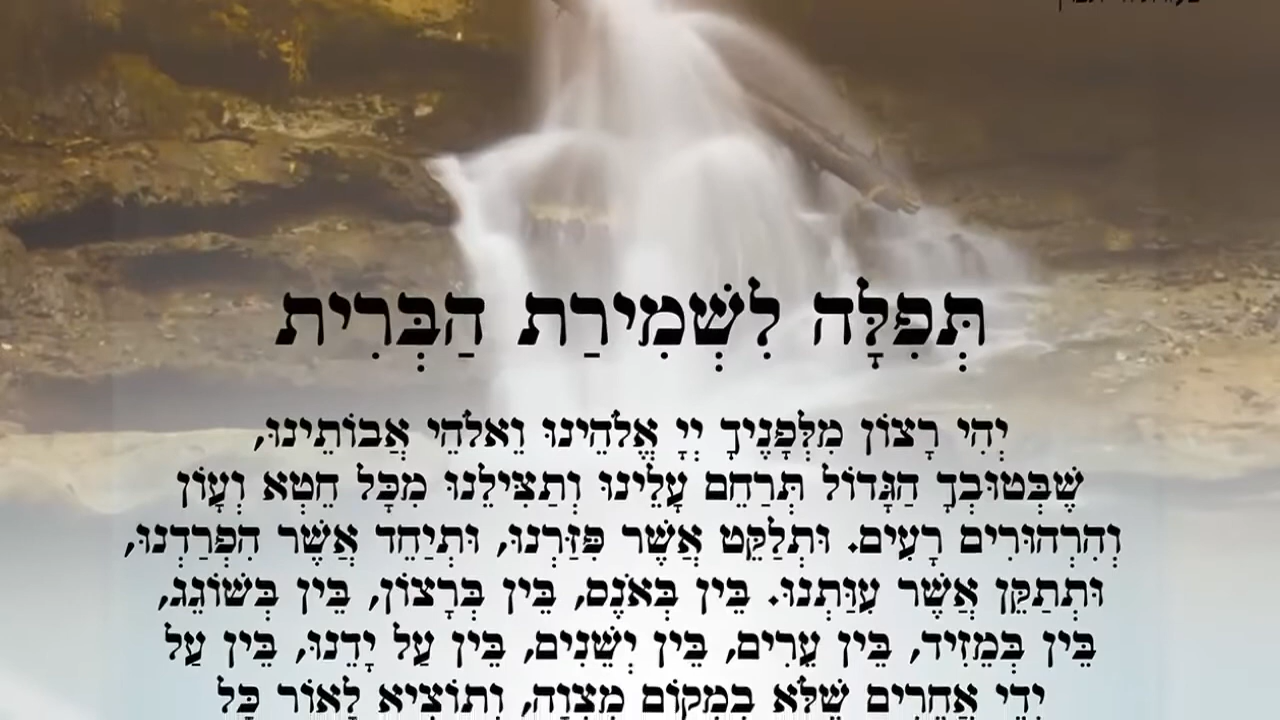 תְּפִלָּה לִשְׁמִירַת הַבְּרִית
יְהִי רָצוֹן מִלְּפָנֶיךָ יְיָ אֱלֹהֵינוּ וֵאלֹהֵי אֲבוֹתֵינוּ,
שֶׁבְּטוּבְךָ הַגָּדוֹל תְּרַחֵם עָלֵינוּ וְתַצִּילֵנוּ מִכָּל חֵטְא וְעָוֹן
וְהִרְהוּרִים רָעִים. וּתְלַקֵּט אֲשֶׁר פִּזַּרְנוּ, וּתְיַחֵד אֲשֶׁר הִפְרַדְנוּ,
וּתְתַקֵּן אֲשֶׁר עִוַּתְנוּ. בֵּין בְּאֹנֶס, בֵּין בְּרָצוֹן, בֵּין בְּשׁוֹגֵג,
בֵּין בְּמֵזִיד, בֵּין עֵרִים, בֵּין יְשֵׁנִים, בֵּין עַל יָדֵנוּ, בֵּין עַל
יְדֵי אֲחֵרִים שֶׁלֹּא בִמְקוֹם מִצְוָה, וְתוֹצִיא לָאוֹר כָּל